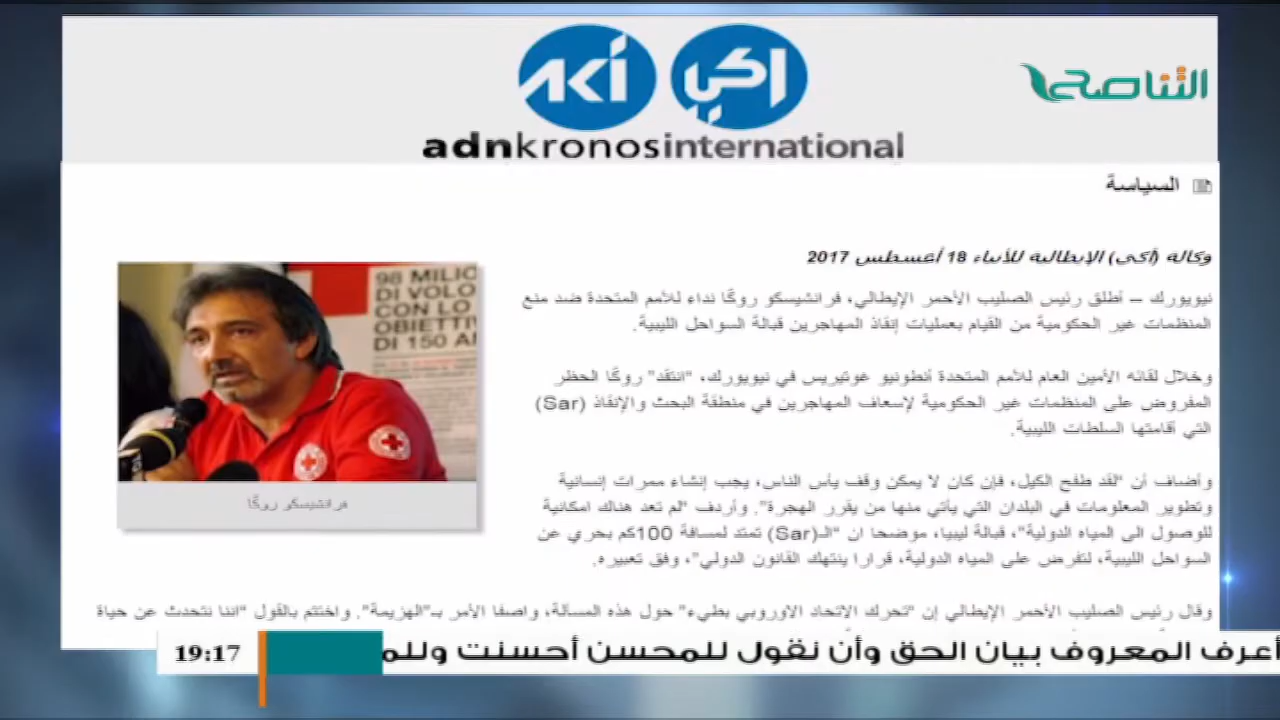 AKI
اكي
adnkronosinternational
التناصح
السياسة
وكالة (أكي) الإيطالية للأنباء 18 أغسطس 2017
نيويورك – أطلق رئيس الصليب الأحمر الإيطالي، فرانشيسكو روكّا نداء للأمم المتحدة ضد منع
المنظمات غير الحكومية من القيام بعمليات إنقاذ المهاجرين قبالة السواحل الليبية.
وخلال لقائه الأمين العام للأمم المتحدة أنطونيو غوتيريس في نيويورك، "انتقد" روكّا الحظر
المفروض على المنظمات غير الحكومية لإسعاف المهاجرين في منطقة البحث والإنقاذ (Sar)
التي أقامتها السلطات الليبية.
وأضاف أن "لقد طفح الكيل، فإن كان لا يمكن وقف يأس الناس، يجب إنشاء ممرات إنسانية
وتطوير المعلومات في البلدان التي يأتي منها من يقرر الهجرة". وأردف "لم تعد هناك امكانية
للوصول الى المياه الدولية"، قبالة ليبيا، موضحا ان "الـ(Sar) تمتد لمسافة 100كم بحري عن
السواحل الليبية، لتفرض على المياه الدولية، قرارا ينتهك القانون الدولي"، وفق تعبيره.
وقال رئيس الصليب الأحمر الإيطالي إن "تحرك الإتحاد الاوروبي بطيء" حول هذه المسألة، واصفا الأمر بـ"الهزيمة". واختتم بالقول "اننا نتحدث عن حياة
98 MILIO
DI VOLO
CON LO
OBIETTI
DI 150 A
فرانشيسكو روكّا
19:17
أعرف المعروف بيان الحق وأن نقول للمحسن أحسنت وللم